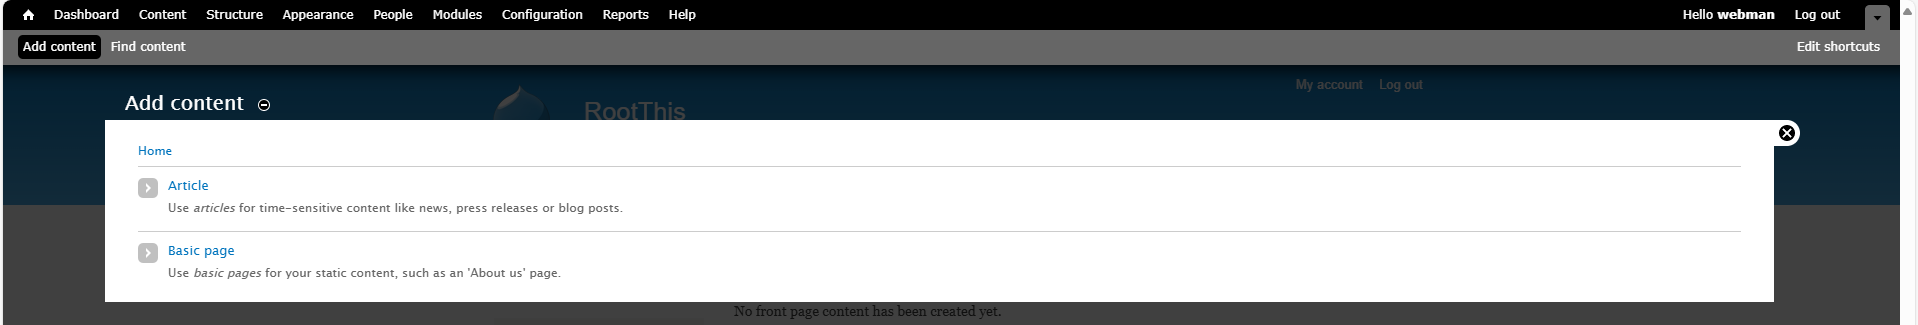 Dashboard Content Structure Appearance People Modules Configuration Reports Help Hello webman Log out
Add content Find content Edit shortcuts
My account Log out
Add content
RootThis
Home
Article
Use articles for time-sensitive content like news, press releases or blog posts.
Basic page
Use basic pages for your static content, such as an 'About us' page.
No front page content has been created yet.